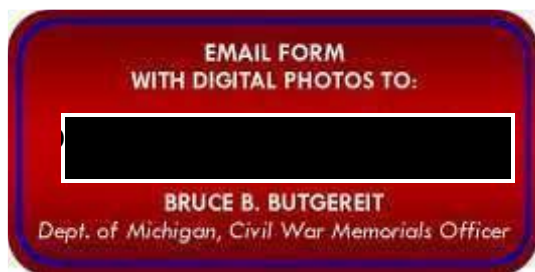 EMAIL FORM
WITH DIGITAL PHOTOS TO:
BRUCE B. BUTGEREIT
Dept. of Michigan, Civil War Memorials Officer